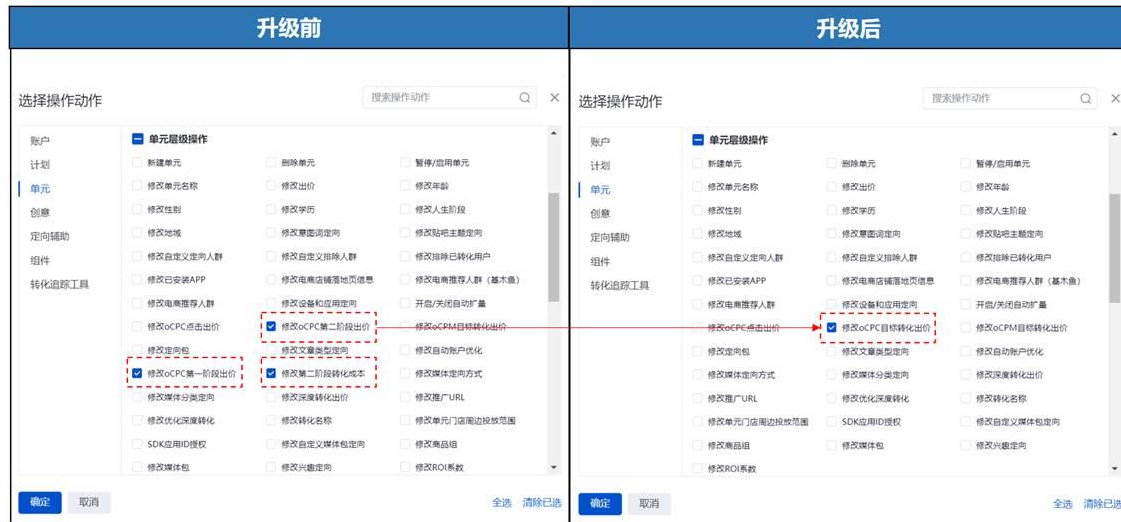 升级前
选择操作动作
搜索操作动作
账户
计划
单元
创意
定向辅助
组件
转化追踪工具
单元层级操作
新建单元 删除单元 暂停/启用单元
修改单元名称 修改出价 修改年龄
修改性别 修改学历 修改人生阶段
修改地域 修改意图词定向 修改贴吧主题定向
修改自定义定向人群 修改自定义排除人群 修改排除已转化用户
修改已安装APP 修改电商店铺落地页信息 修改电商推荐人群（基木鱼）
修改电商推荐人群 修改设备和应用定向 开启/关闭自动扩量
修改oCPC点击出价 修改oCPC第二阶段出价 修改oCPM目标转化出价
修改定向包 修改文章类型定向 修改自动账户优化
修改oCPC第一阶段出价 修改第二阶段转化成本 修改媒体定向方式
修改媒体分类定向 修改深度转化出价 修改推广URL
修改优化深度转化 修改转化名称 修改单元门店周边投放范围
SDK应用ID授权 修改自定义媒体包定向 修改商品组
修改媒体包 修改兴趣定向 修改ROI系数
确定 取消 全选 清除已选
升级后
选择操作动作
搜索操作动作
账户
计划
单元
创意
定向辅助
组件
转化追踪工具
单元层级操作
新建单元 删除单元 暂停/启用单元
修改单元名称 修改出价 修改年龄
修改性别 修改学历 修改人生阶段
修改地域 修改意图词定向 修改贴吧主题定向
修改自定义定向人群 修改自定义排除人群 修改排除已转化用户
修改已安装APP 修改电商店铺落地页信息 修改电商推荐人群（基木鱼）
修改电商推荐人群 修改设备和应用定向 开启/关闭自动扩量
修改oCPC点击出价 修改oCPC目标转化出价 修改oCPM目标转化出价
修改定向包 修改文章类型定向 修改自动账户优化
修改媒体定向方式 修改媒体分类定向 修改深度转化出价
修改推广URL 修改优化深度转化 修改转化名称
修改单元门店周边投放范围 SDK应用ID授权 修改自定义媒体包定向
修改商品组 修改媒体包 修改兴趣定向
修改ROI系数
确定 取消 全选 清除已选